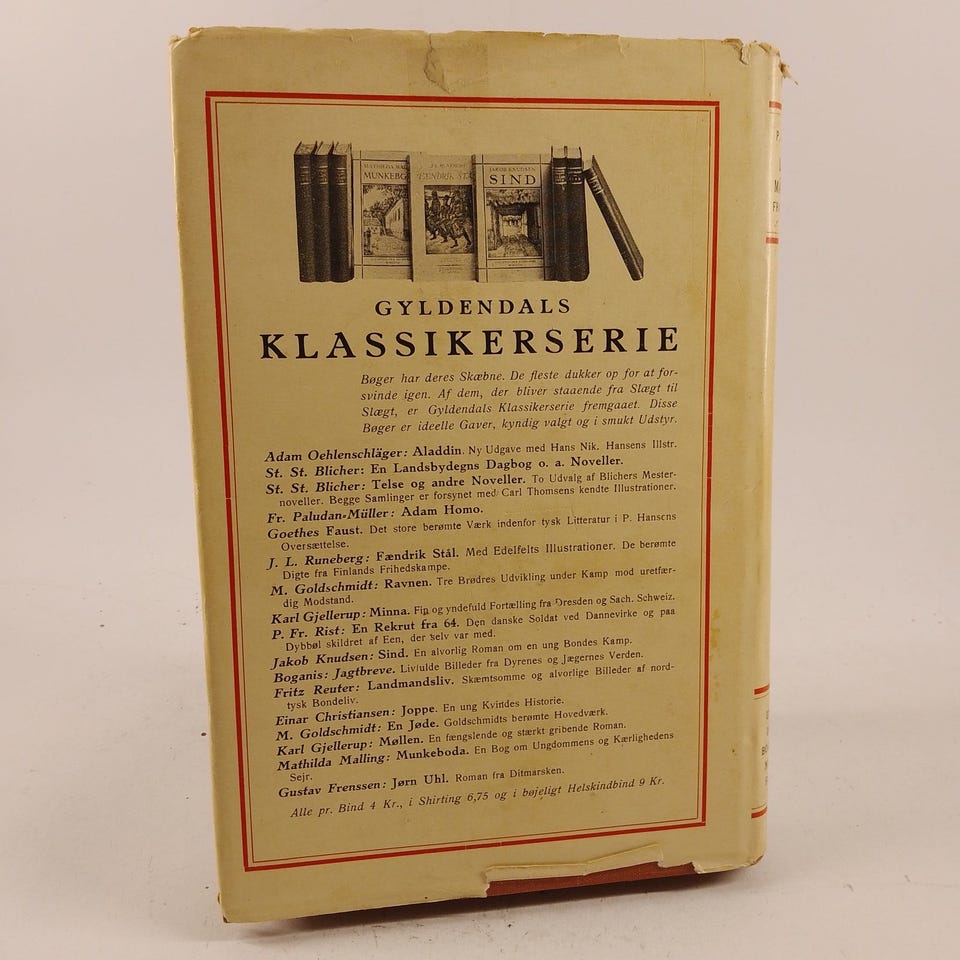 MATHILDA MAL
MUNKEBO
SIND
GYLDENDALS
KLASSIKERSERIE
Bøger har deres Skæbne. De fleste dukker op for at for-
svinde igen. Af dem, der bliver staaende fra Slægt til
Slægt, er Gyldendals Klassikerserie fremgaaet. Disse
Bøger er ideelle Gaver, kyndig valgt og i smukt Udstyr.
Adam Oehlenschläger: Aladdin. Ny Udgave med Hans Nik. Hansens Illstr.
St. St. Blicher: En Landsbydegns Dagbog o. a. Noveller.
St. St. Blicher: Telse og andre Noveller. To Udvalg af Blichers Mester-
noveller. Begge Samlinger er forsynet med Carl Thomsens kendte Illustrationer.
Fr. Paludan-Müller: Adam Homo.
Goethes Faust. Det store berømte Værk indenfor tysk Litteratur i P. Hansens
Oversættelse.
J. L. Runeberg: Fændrik Stål. Med Edelfelts Illustrationer. De berømte
Digte fra Finlands Frihedskampe.
M. Goldschmidt: Ravnen. Tre Brødres Udvikling under Kamp mod uretfær-
dig Modstand.
Karl Gjellerup: Minna. Fin og yndefuld Fortælling fra Dresden og Sach. Schweiz.
P. Fr. Rist: En Rekrut fra 64. Den danske Soldat ved Dannevirke og paa
Dybbøl skildret af Een, der selv var med.
Jakob Knudsen: Sind. En alvorlig Roman om en ung Bondes Kamp.
Boganis: Jagtbreve. Livfulde Billeder fra Dyrenes og Jægernes Verden.
Fritz Reuter: Landmandsliv. Skæmtsomme og alvorlige Billeder af nord-
tysk Bondeliv.
Einar Christiansen: Joppe. En ung Kvindes Historie.
M. Goldschmidt: En Jøde. Goldschmidts berømte Hovedværk.
Karl Gjellerup: Møllen. En fængslende og stærkt gribende Roman.
Mathilda Malling: Munkeboda. En Bog om Ungdommens og Kærlighedens
Sejr.
Gustav Frenssen: Jørn Uhl. Roman fra Ditmarsken.
Alle pr. Bind 4 Kr., i Shirting 6,75 og i bøjeligt Helskindbind 9 Kr.